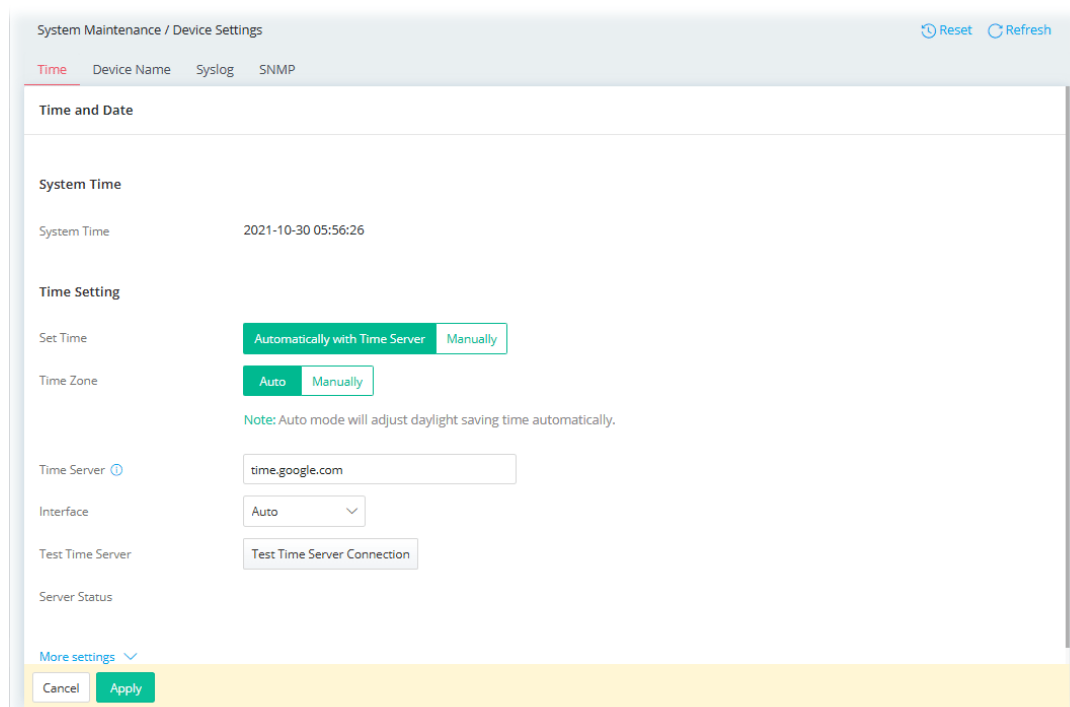 System Maintenance / Device Settings Reset Refresh
Time Device Name Syslog SNMP
Time and Date
System Time
System Time 2021-10-30 05:56:26
Time Setting
Set Time Automatically with Time Server Manually
Time Zone Auto Manually
Note: Auto mode will adjust daylight saving time automatically.
Time Server time.google.com
Interface Auto
Test Time Server Test Time Server Connection
Server Status
More settings
Cancel Apply